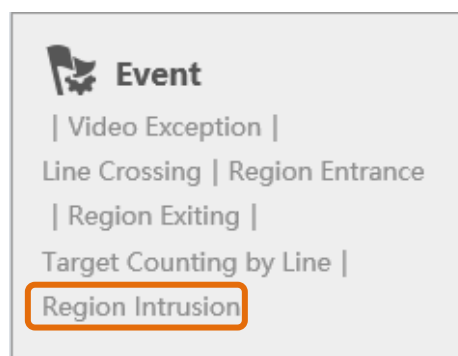 Event
| Video Exception |
Line Crossing | Region Entrance
| Region Exiting |
Target Counting by Line |
Region Intrusion